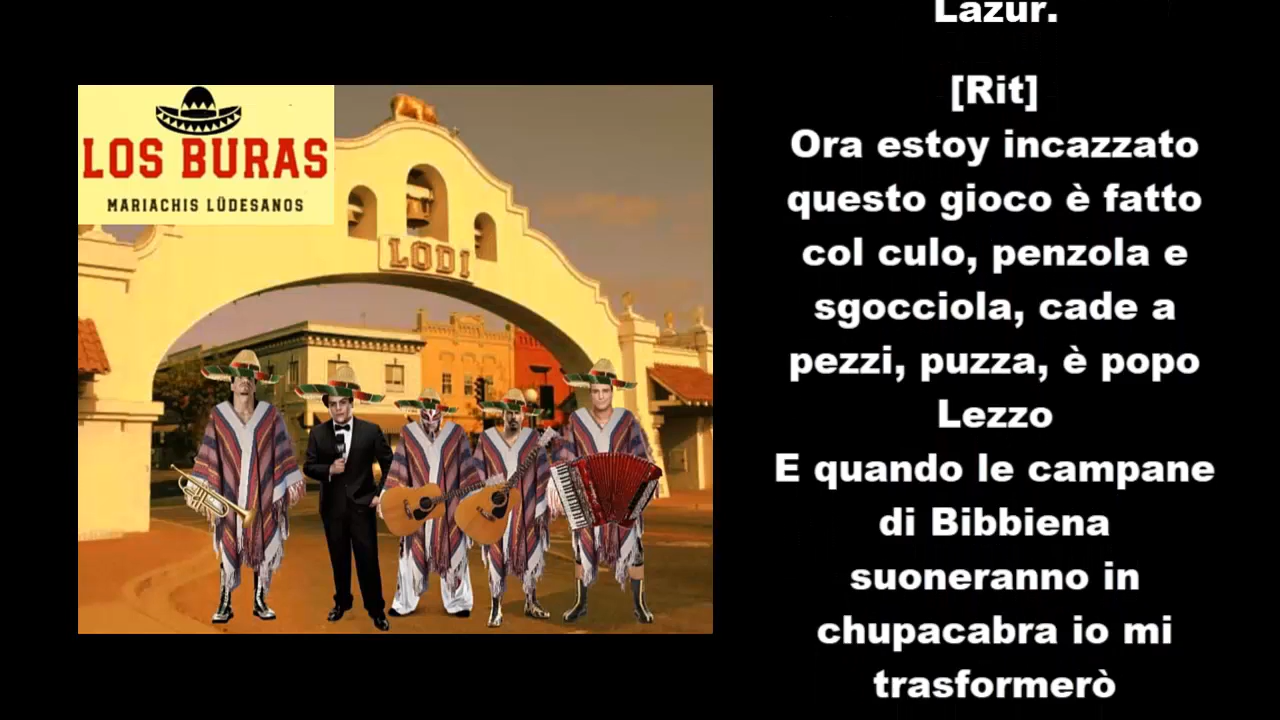 LOS BURAS
MARIACHIS LÜDESANOS
LODI
Lazur.
[Rit]
Ora estoy incazzato
questo gioco è fatto
col culo, penzola e
sgocciola, cade a
pezzi, puzza, è popo
Lezzo
E quando le campane
di Bibbiena
suoneranno in
chupacabra io mi
trasformerò